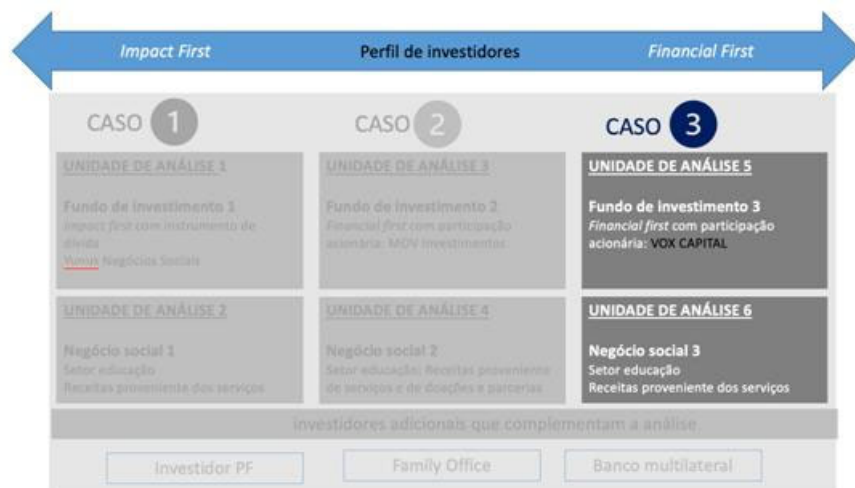 Impact First
Perfil de investidores
Financial First
CASO 1
CASO 2
CASO 3
UNIDADE DE ANÁLISE 1
Fundo de investimento 1
Impact first com instrumento de
dívida
Yunus Negócios Sociais
UNIDADE DE ANÁLISE 3
Fundo de investimento 2
Financial first com participação
acionária: MOV Investimentos
UNIDADE DE ANÁLISE 5
Fundo de investimento 3
Financial first com participação
acionária: VOX CAPITAL
UNIDADE DE ANÁLISE 2
Negócio social 1
Setor educação
Receitas proveniente dos serviços
UNIDADE DE ANÁLISE 4
Negócio social 2
Setor educação; Receitas proveniente
de serviços e de doações e parcerias
UNIDADE DE ANÁLISE 6
Negócio social 3
Setor educação
Receitas proveniente dos serviços
investidores adicionais que complementam a análise
Investidor PF
Family Office
Banco multilateral